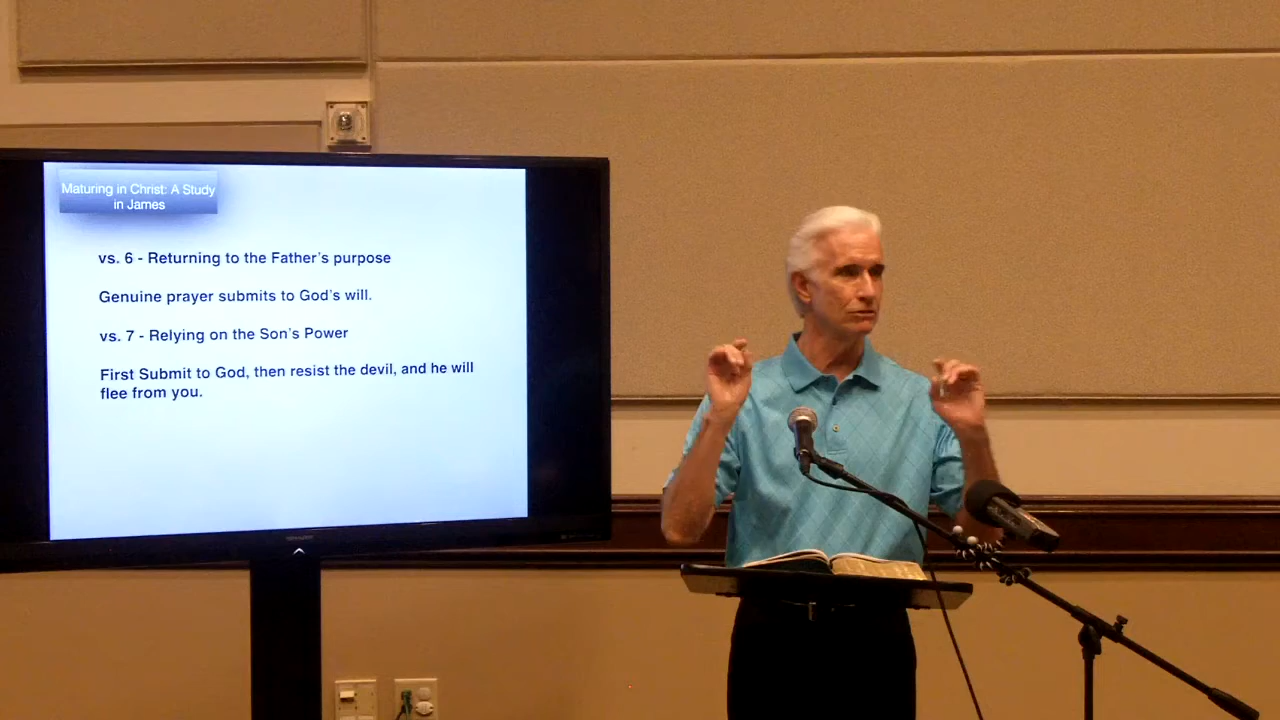 Maturing in Christ: A Study
in James
vs. 6 - Returning to the Father's purpose
Genuine prayer submits to God's will.
vs. 7 - Relying on the Son's Power
First Submit to God, then resist the devil, and he will
flee from you.